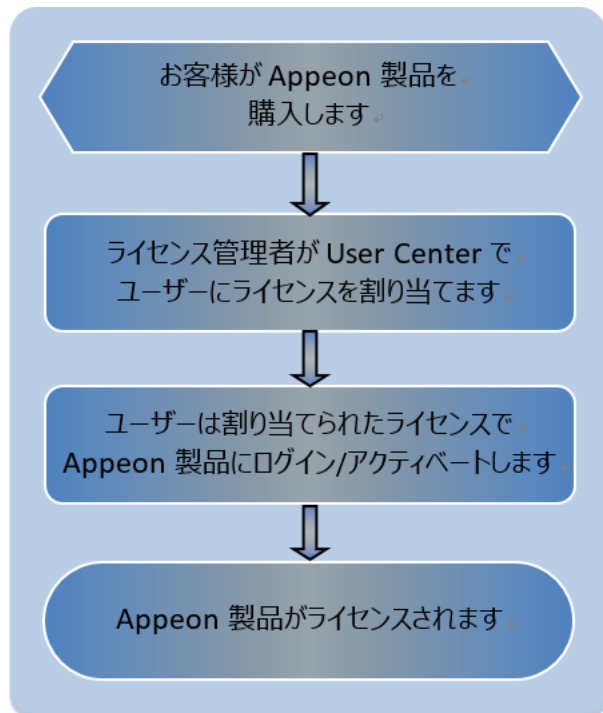 お客様が Appeon 製品を
購入します
ライセンス管理者が User Center で
ユーザーにライセンスを割り当てます
ユーザーは割り当てられたライセンスで
Appeon 製品にログイン/アクティベートします
Appeon 製品がライセンスされます